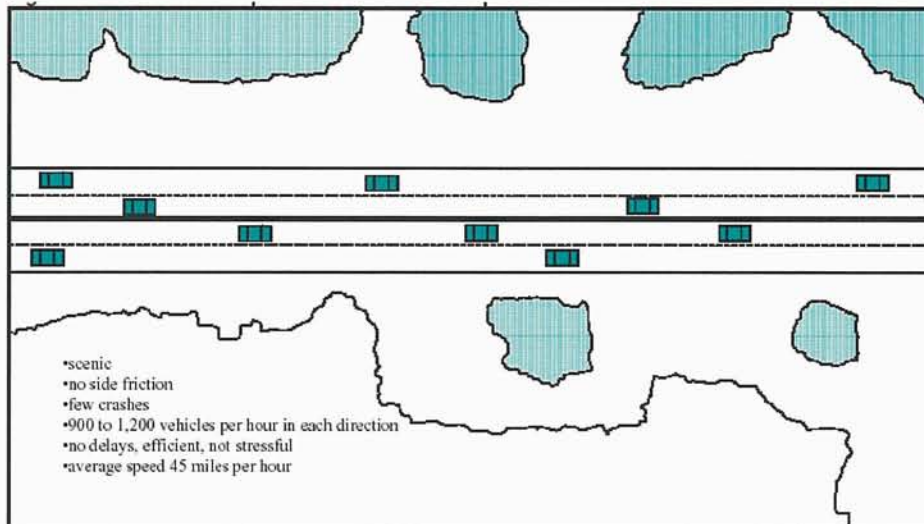 •scenic
•no side friction
•few crashes
•900 to 1,200 vehicles per hour in each direction
•no delays, efficient, not stressful
•average speed 45 miles per hour